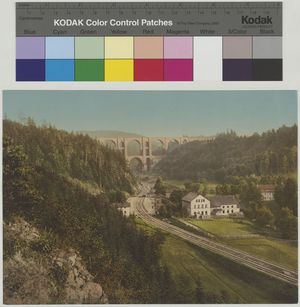 KODAK Color Control Patches
Kodak
Blue Cyan Green Yellow Red Magenta White 3/Color Black